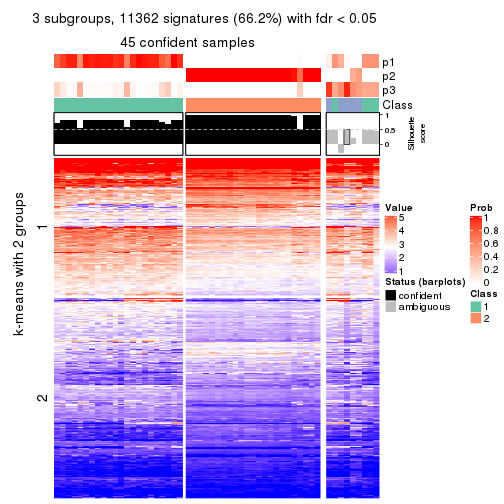 3 subgroups, 11362 signatures (66.2%) with fdr < 0.05
45 confident samples
p1
p2
p3
Class
1
0.5
0
Silhouette
score
k-means with 2 groups
1
2
Value
5
4
3
2
1
Prob
1
0.8
0.6
0.4
0.2
0
Status (barplots)
confident
ambiguous
Class
1
2